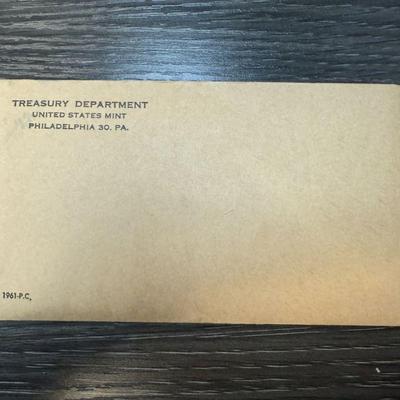 TREASURY DEPARTMENT
UNITED STATES MINT
PHILADELPHIA 30, PA.
1961-P.C,